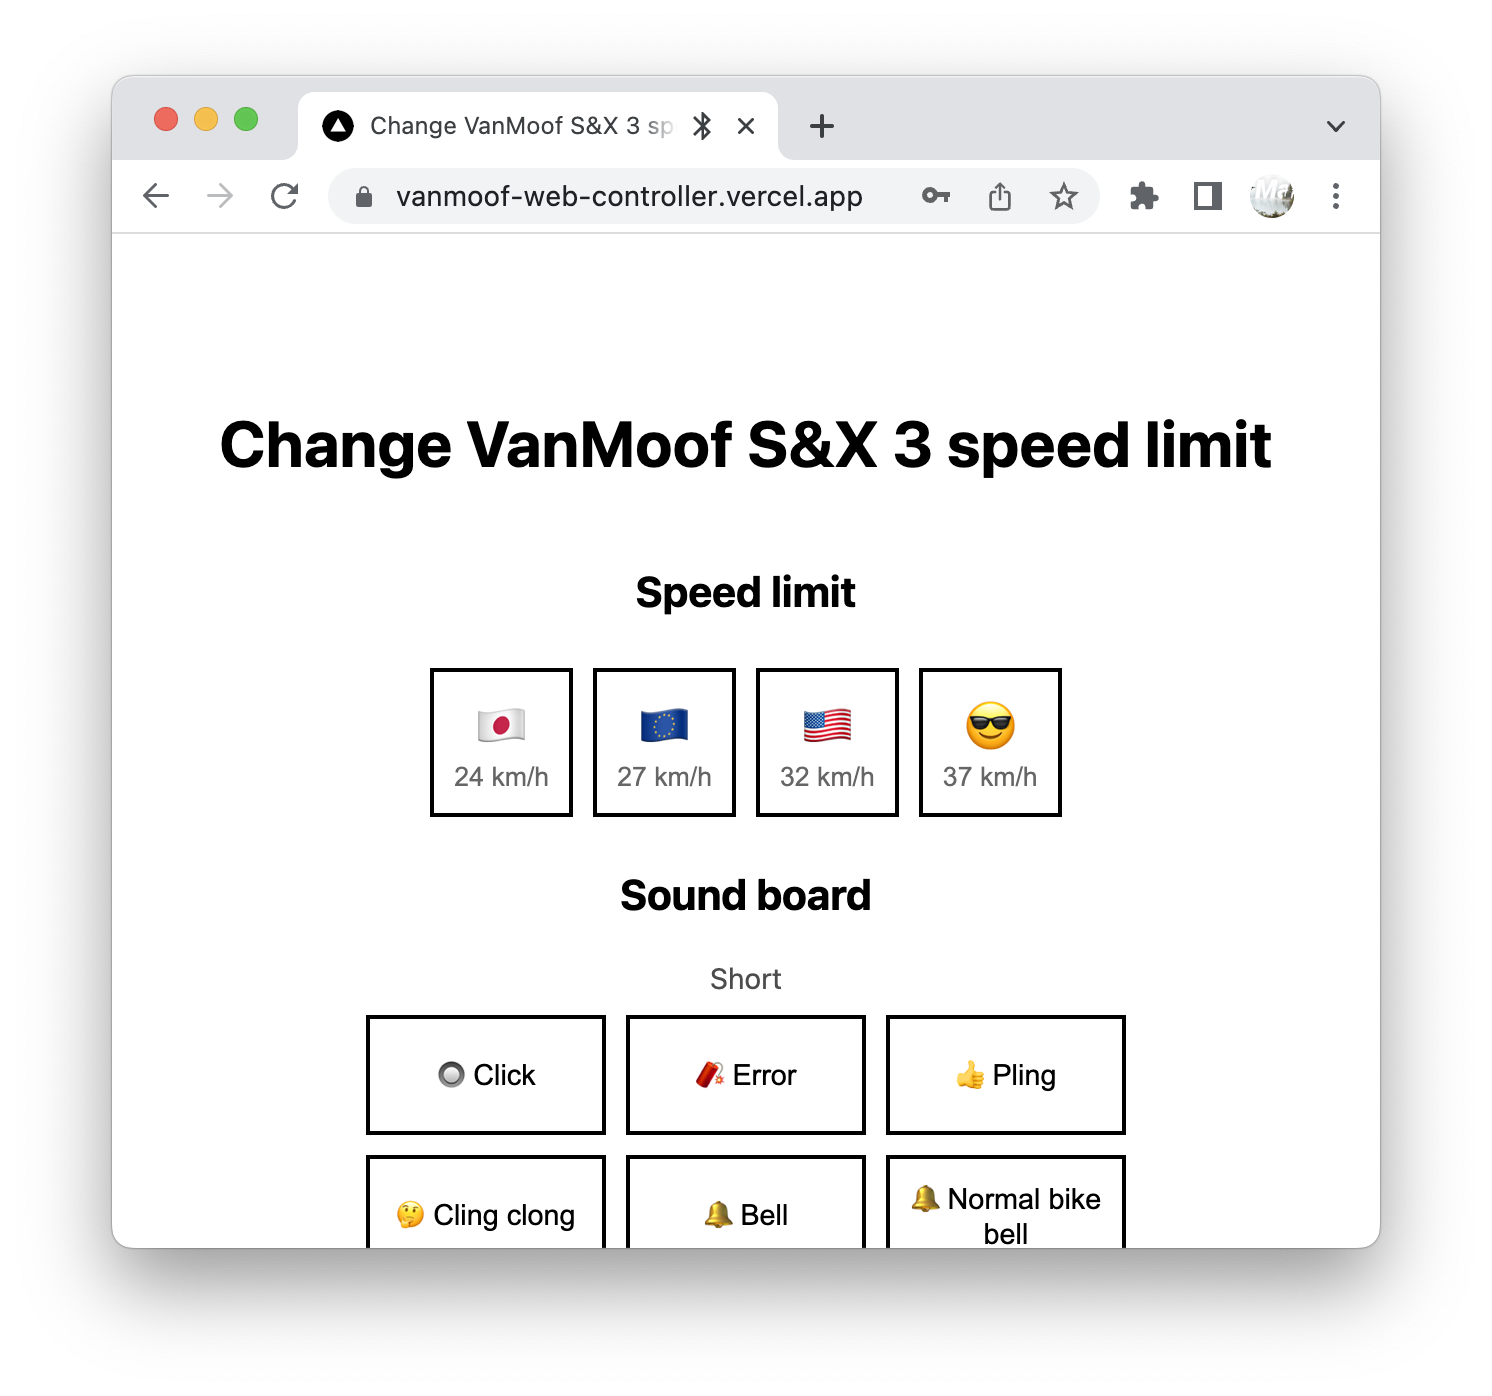 Change VanMoof S&X 3 sp
vanmoof-web-controller.vercel.app
Change VanMoof S&X 3 speed limit
Speed limit
24 km/h
27 km/h
32 km/h
37 km/h
Sound board
Short
Click
Error
Pling
Cling clong
Bell
Normal bike
bell